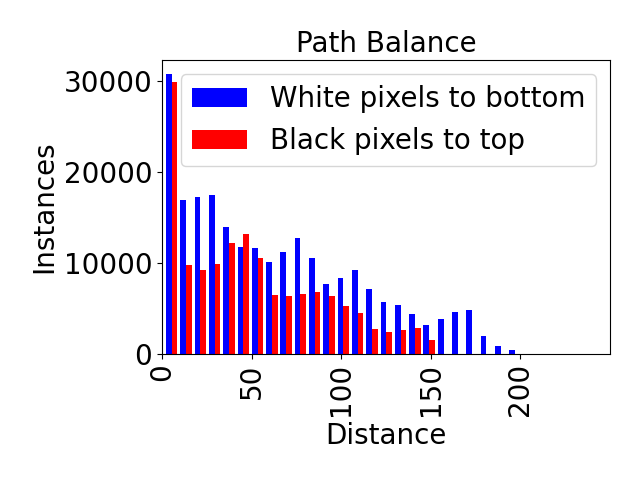 Path Balance
White pixels to bottom
Black pixels to top
Instances
30000
20000
10000
0
0
50
100
150
200
Distance